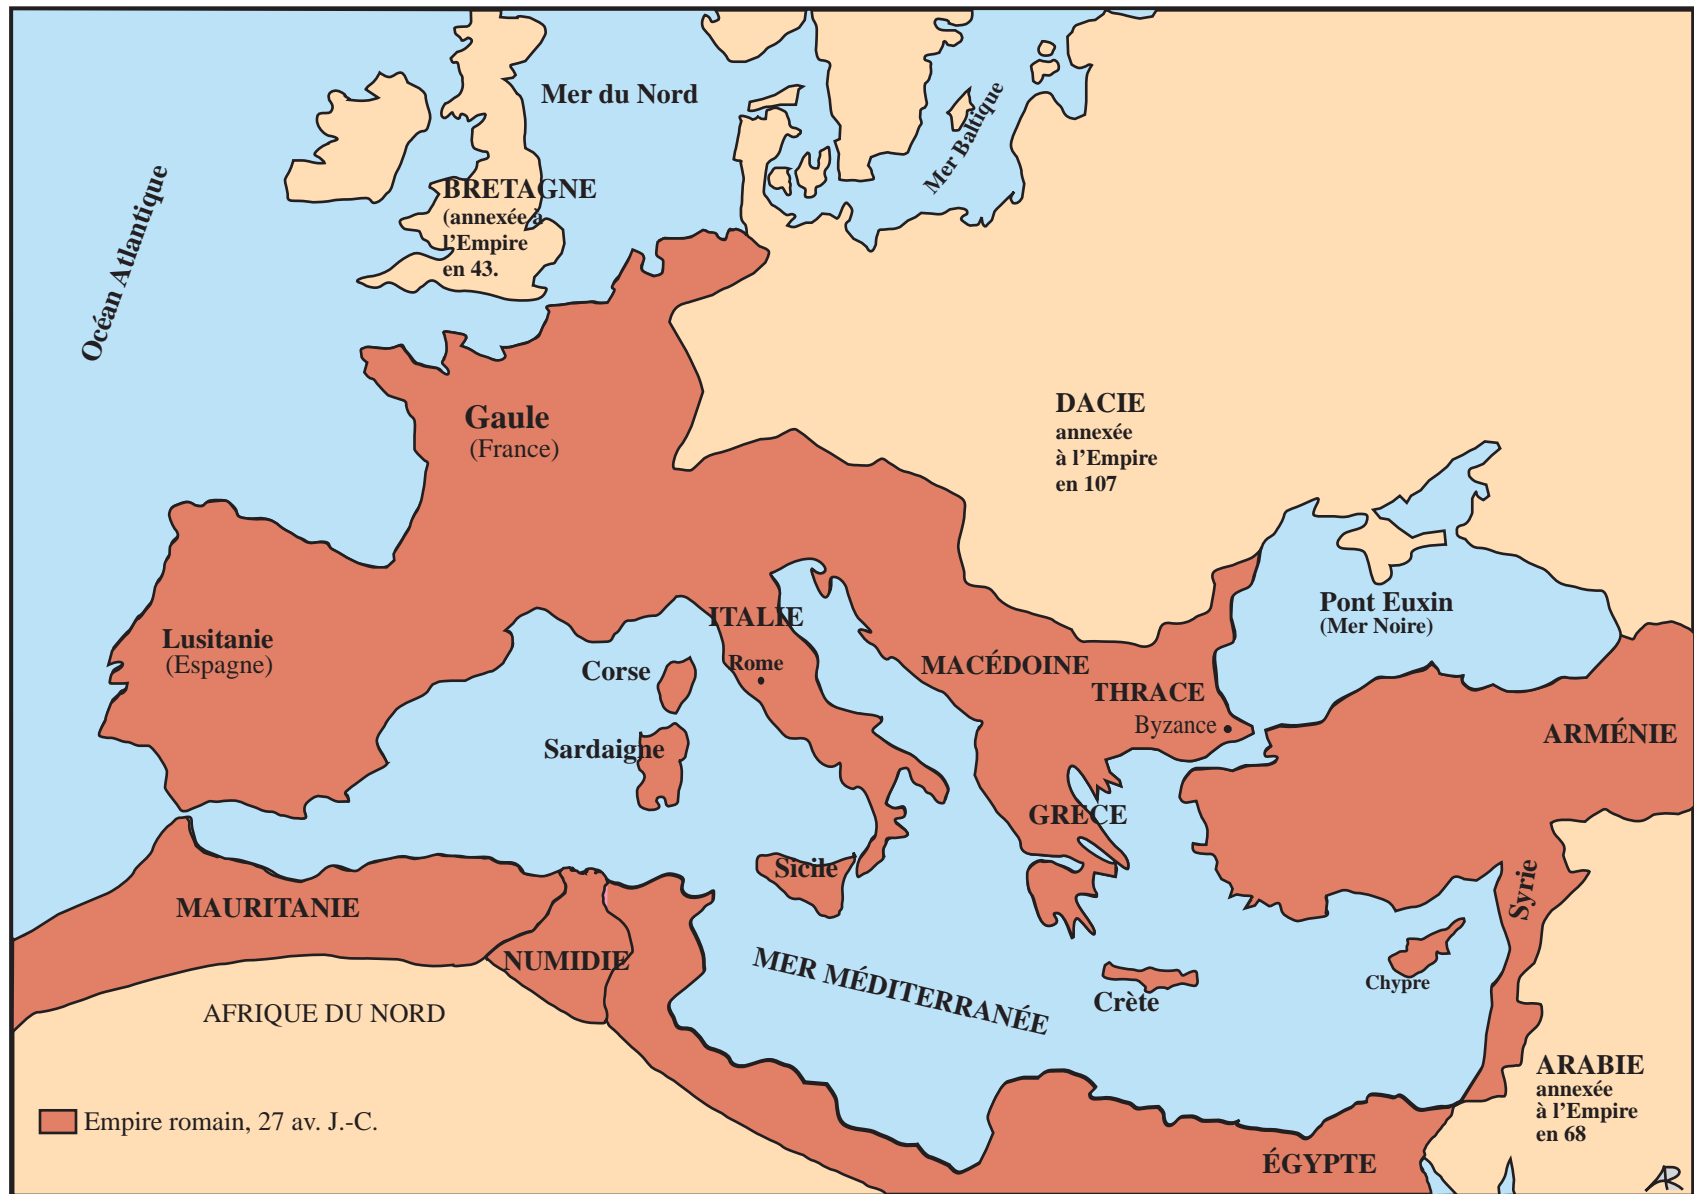 Mer du Nord
Mer Baltique
Océan Atlantique
BRETAGNE
(annexée à
l’Empire
en 43.
Gaule
(France)
DACIE
annexée
à l’Empire
en 107
Pont Euxin
(Mer Noire)
Lusitanie
(Espagne)
ITALIE
Rome
Corse
Sardaigne
MACÉDOINE
THRACE
Byzance
ARMÉNIE
GRECE
Sicile
Syrie
MAURITANIE
NUMIDIE
MER MÉDITERRANÉE
Crète
Chypre
AFRIQUE DU NORD
ARABIE
annexée
à l’Empire
en 68
Empire romain, 27 av. J.-C.
ÉGYPTE
AR